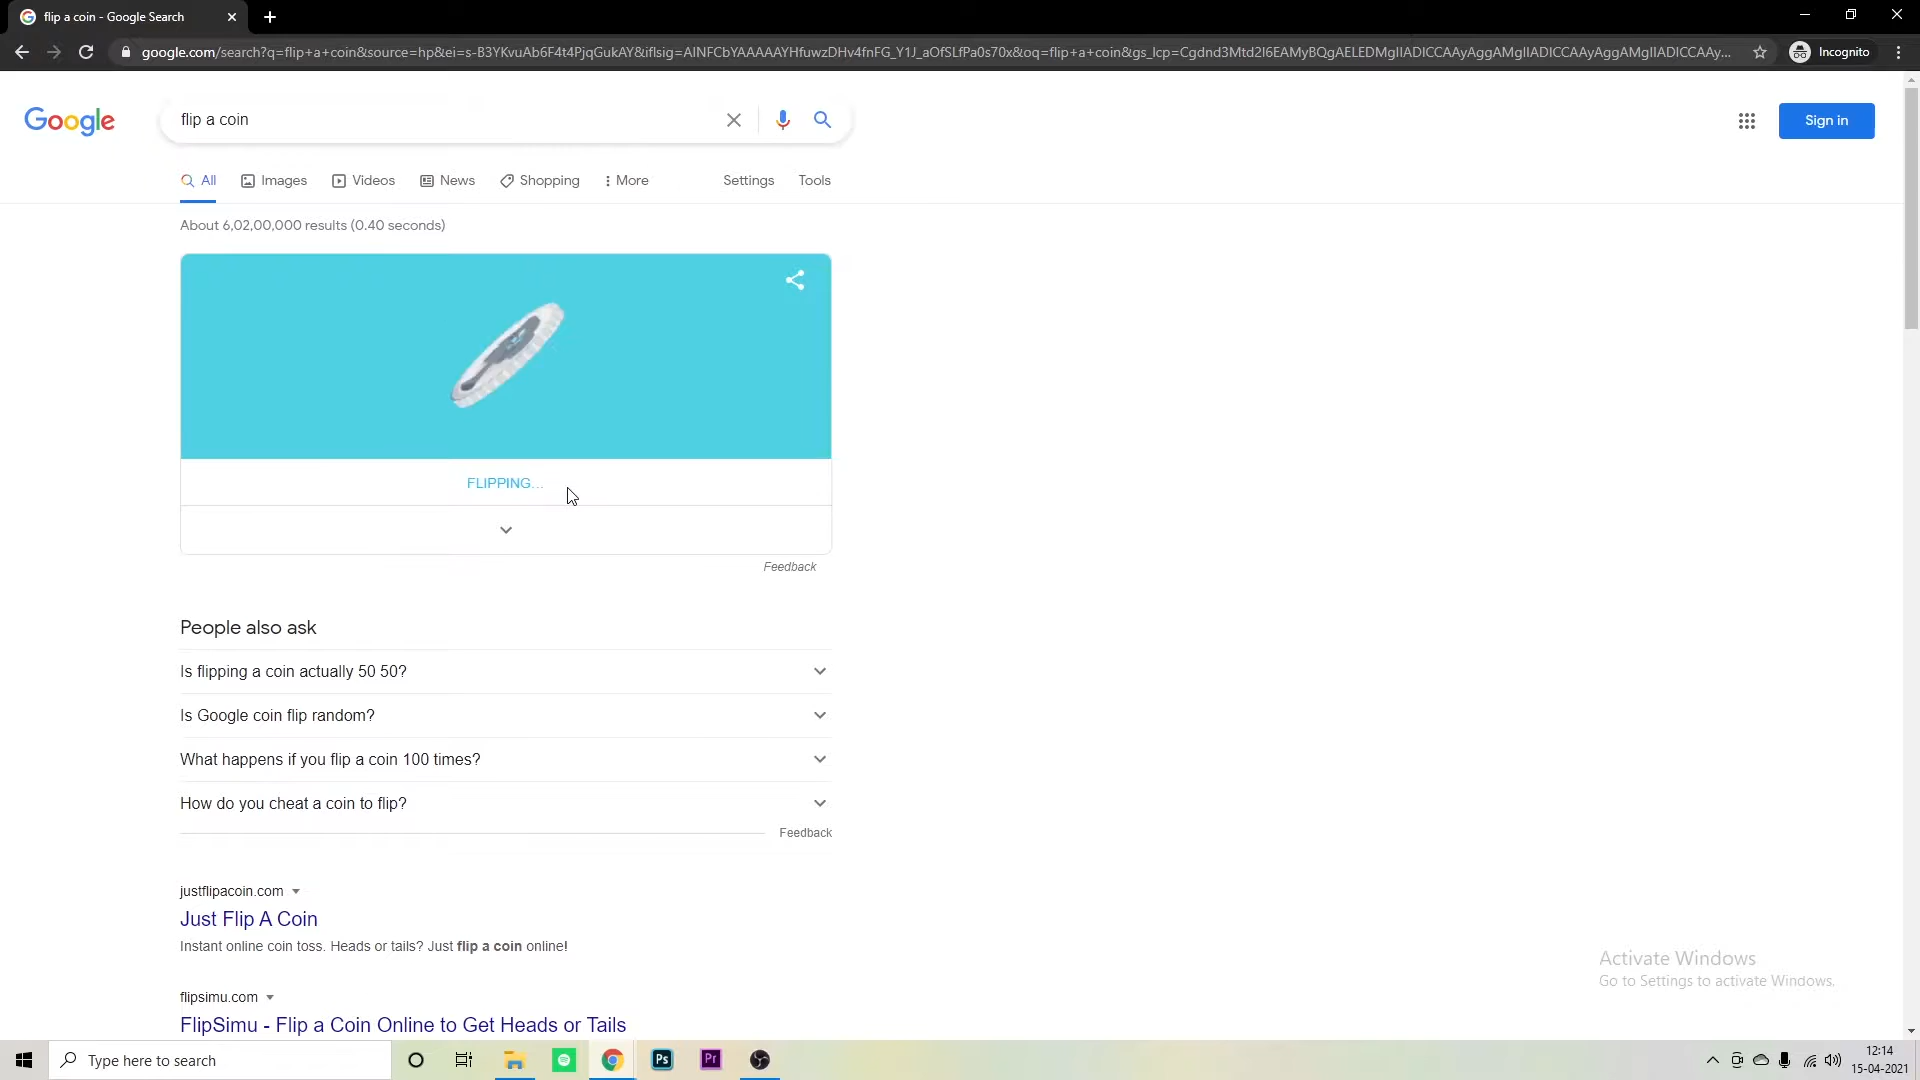 flip a coin - Google Search
google.com/search?q=flip+a+coin&source=hp&ei=s-B3YKvuAb6F4t4PjqGukAY&iflsig=AINFCbYAAAAAYHfuwzDHv4fnFG_Y1J_aOfSLfPa0s70x&oq=flip+a+coin&gs_lcp=Cgdnd3Mtd2l6EAMyBQgAELEDMgIIADICCAAyAggAMgIIADICCAAyAggAMgIIADICCAAy...
Incognito
Google
flip a coin
Sign in
All
Images
Videos
News
Shopping
More
Settings
Tools
About 6,02,00,000 results (0.40 seconds)
FLIPPING...
Feedback
People also ask
Is flipping a coin actually 50 50?
Is Google coin flip random?
What happens if you flip a coin 100 times?
How do you cheat a coin to flip?
Feedback
justflipacoin.com
Just Flip A Coin
Instant online coin toss. Heads or tails? Just flip a coin online!
flipsimu.com
FlipSimu - Flip a Coin Online to Get Heads or Tails
Activate Windows
Go to Settings to activate Windows.
Type here to search
Ps
Pr
12:14
15-04-2021